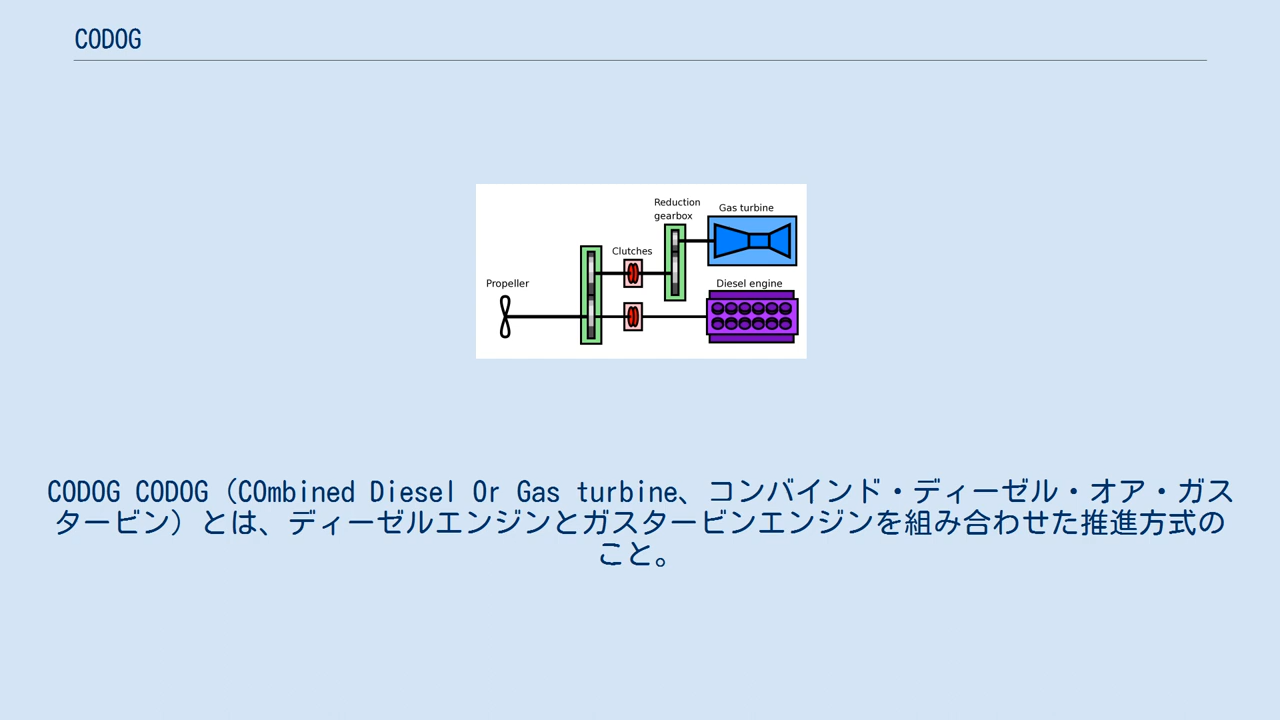 CODOG
Reduction
gearbox
Gas turbine
Clutches
Propeller
Diesel engine
CODOG CODOG（COmbined Diesel Or Gas turbine、コンバインド・ディーゼル・オア・ガス
タービン）とは、ディーゼルエンジンとガスタービンエンジンを組み合わせた推進方式の
こと。